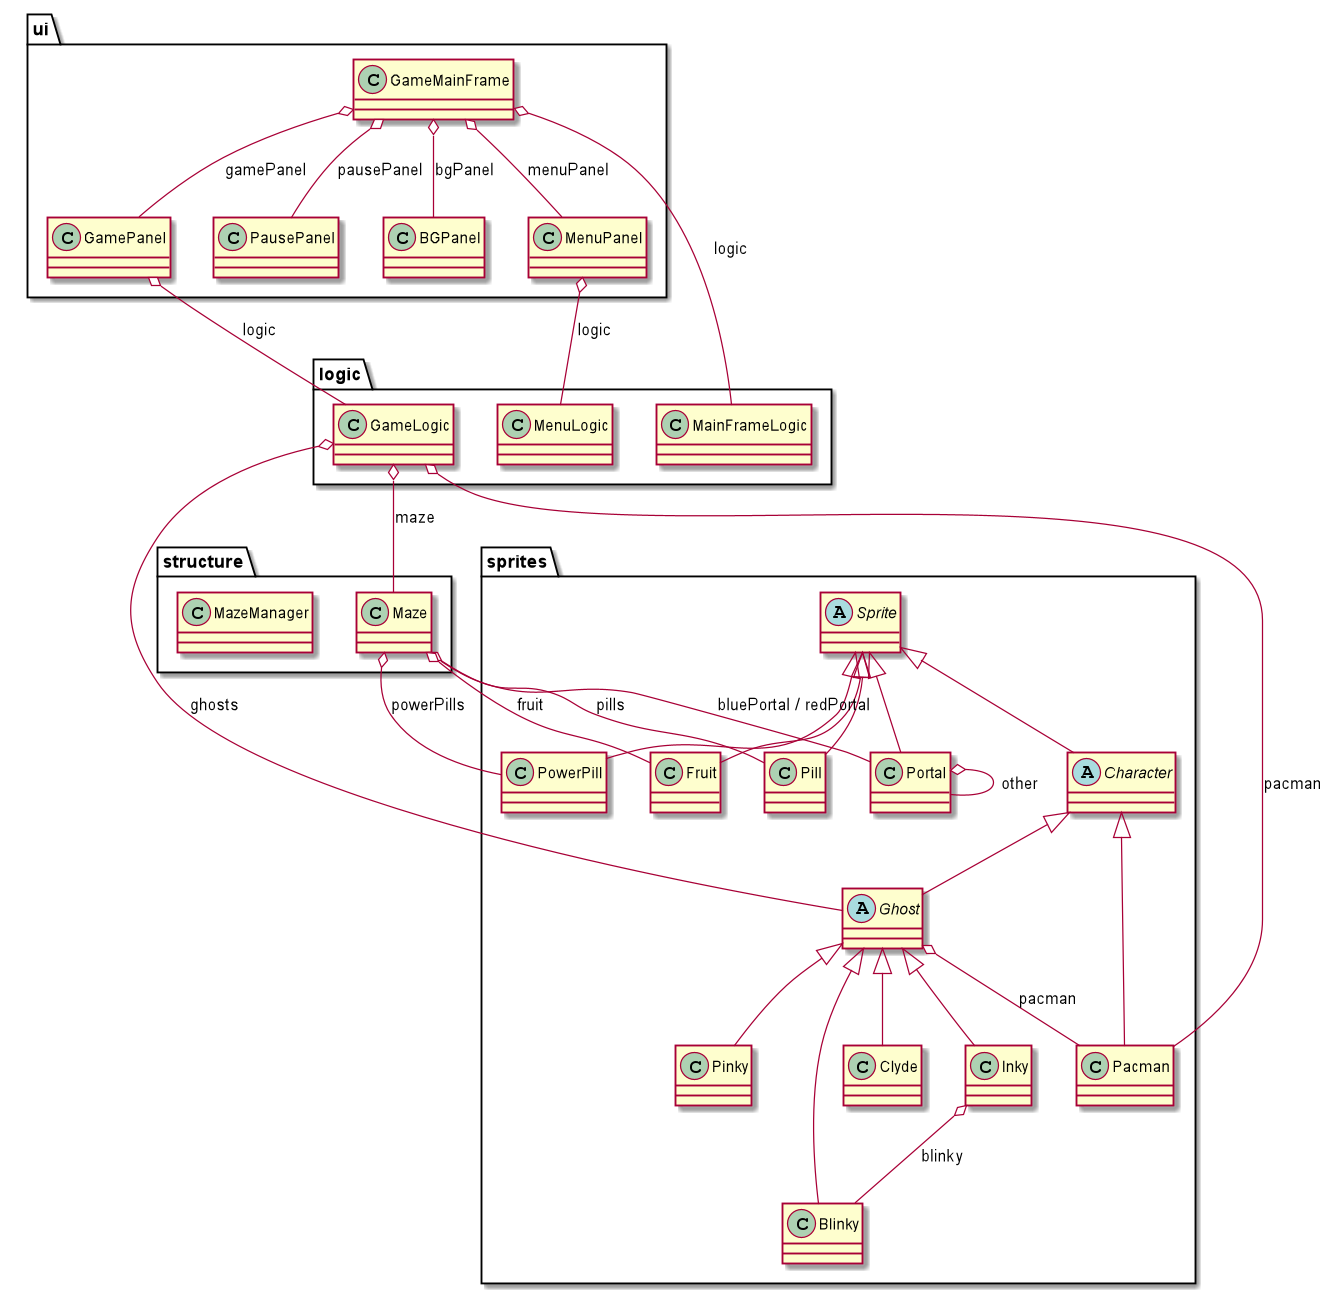 ui
C GameMainFrame
gamePanel
pausePanel
bgPanel
menuPanel
C GamePanel
C PausePanel
C BGPanel
C MenuPanel
logic
logic
logic
logic
C GameLogic
C MenuLogic
C MainFrameLogic
maze
structure
sprites
C MazeManager
C Maze
A Sprite
ghosts
powerPills
fruit
pills
bluePortal / redPortal
C PowerPill
C Fruit
C Pill
C Portal
other
A Character
pacman
A Ghost
pacman
C Pinky
C Clyde
C Inky
C Pacman
blinky
C Blinky